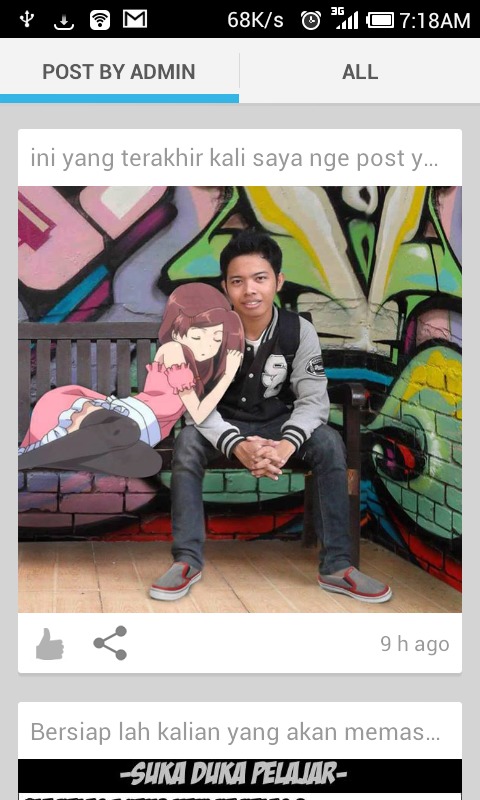 68K/s 3G 7:18AM
POST BY ADMIN
ALL
ini yang terakhir kali saya nge post y...
9 h ago
Bersiap lah kalian yang akan memas...
-SUKA DUKA PELAJAR-